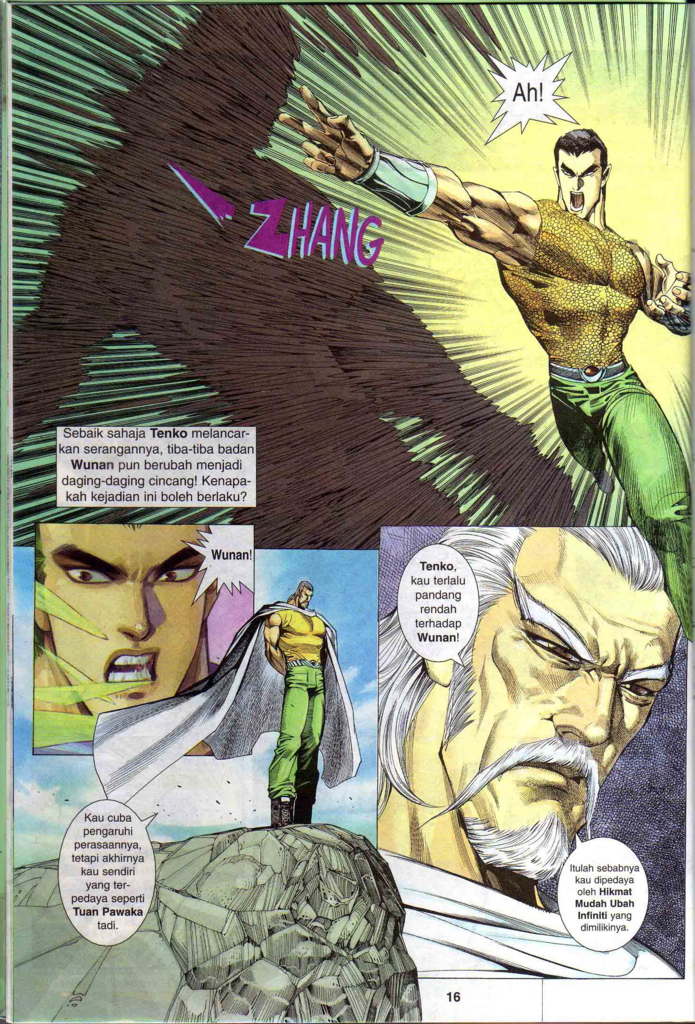 Ah!
ZHANG
Sebaik sahaja Tenko melancar-
kan serangannya, tiba-tiba badan
Wunan pun berubah menjadi
daging-daging cincang! Kenapa-
kah kejadian ini boleh berlaku?
Wunan!
Tenko,
kau terlalu
pandang
rendah
terhadap
Wunan!
Kau cuba
pengaruhi
perasaannya,
tetapi akhirnya
kau sendiri
yang ter-
pedaya seperti
Tuan Pawaka
tadi.
Itulah sebabnya
kau dipedaya
oleh Hikmat
Mudah Ubah
Infiniti yang
dimilikinya.
16